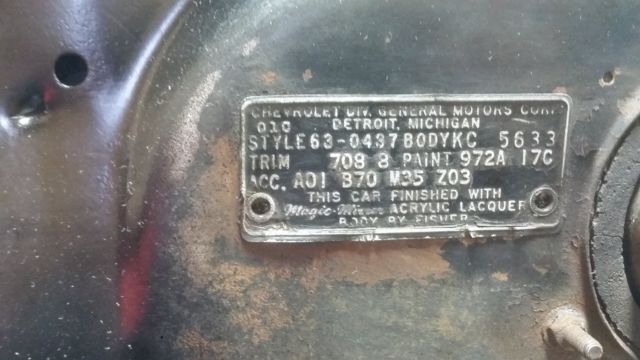 CHEVROLET DIV. GENERAL MOTORS CORP.
01C DETROIT, MICHIGAN
STYLE 63-0437 BODY KC 5633
TRIM 708 8 PAINT 972A 17C
ACC. A01 B70 M35 Z03
THIS CAR FINISHED WITH
Magic-Mirror ACRYLIC LACQUER
BODY BY FISHER